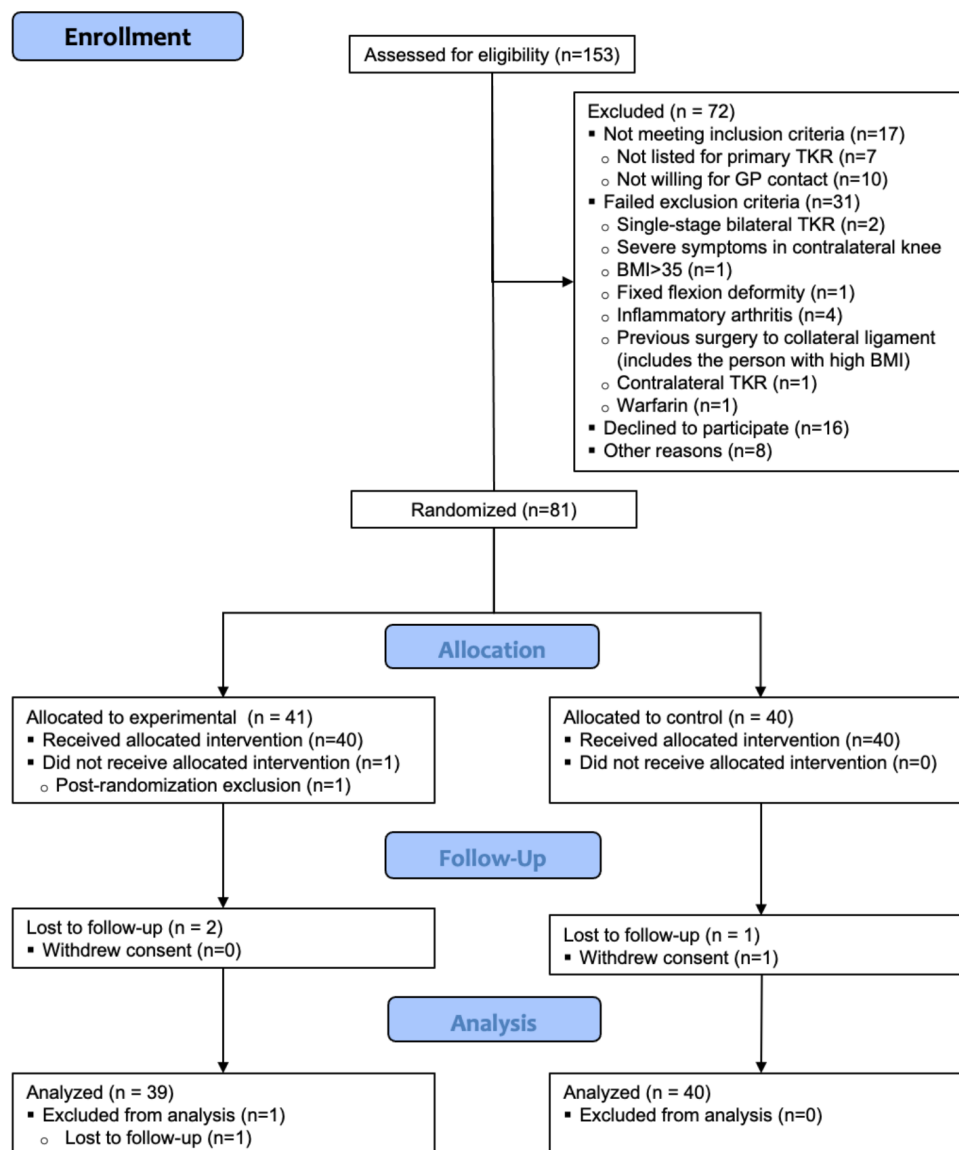 Enrollment
Assessed for eligibility (n=153)
Excluded (n = 72)
▪ Not meeting inclusion criteria (n=17)
o Not listed for primary TKR (n=7
o Not willing for GP contact (n=10)
▪ Failed exclusion criteria (n=31)
o Single-stage bilateral TKR (n=2)
o Severe symptoms in contralateral knee
o BMI>35 (n=1)
o Fixed flexion deformity (n=1)
o Inflammatory arthritis (n=4)
o Previous surgery to collateral ligament
(includes the person with high BMI)
o Contralateral TKR (n=1)
o Warfarin (n=1)
▪ Declined to participate (n=16)
▪ Other reasons (n=8)
Randomized (n=81)
Allocation
Allocated to experimental (n = 41)
▪ Received allocated intervention (n=40)
▪ Did not receive allocated intervention (n=1)
o Post-randomization exclusion (n=1)
Allocated to control (n = 40)
▪ Received allocated intervention (n=40)
▪ Did not receive allocated intervention (n=0)
Follow-Up
Lost to follow-up (n = 2)
▪ Withdrew consent (n=0)
Lost to follow-up (n = 1)
▪ Withdrew consent (n=1)
Analysis
Analyzed (n = 39)
▪ Excluded from analysis (n=1)
o Lost to follow-up (n=1)
Analyzed (n = 40)
▪ Excluded from analysis (n=0)